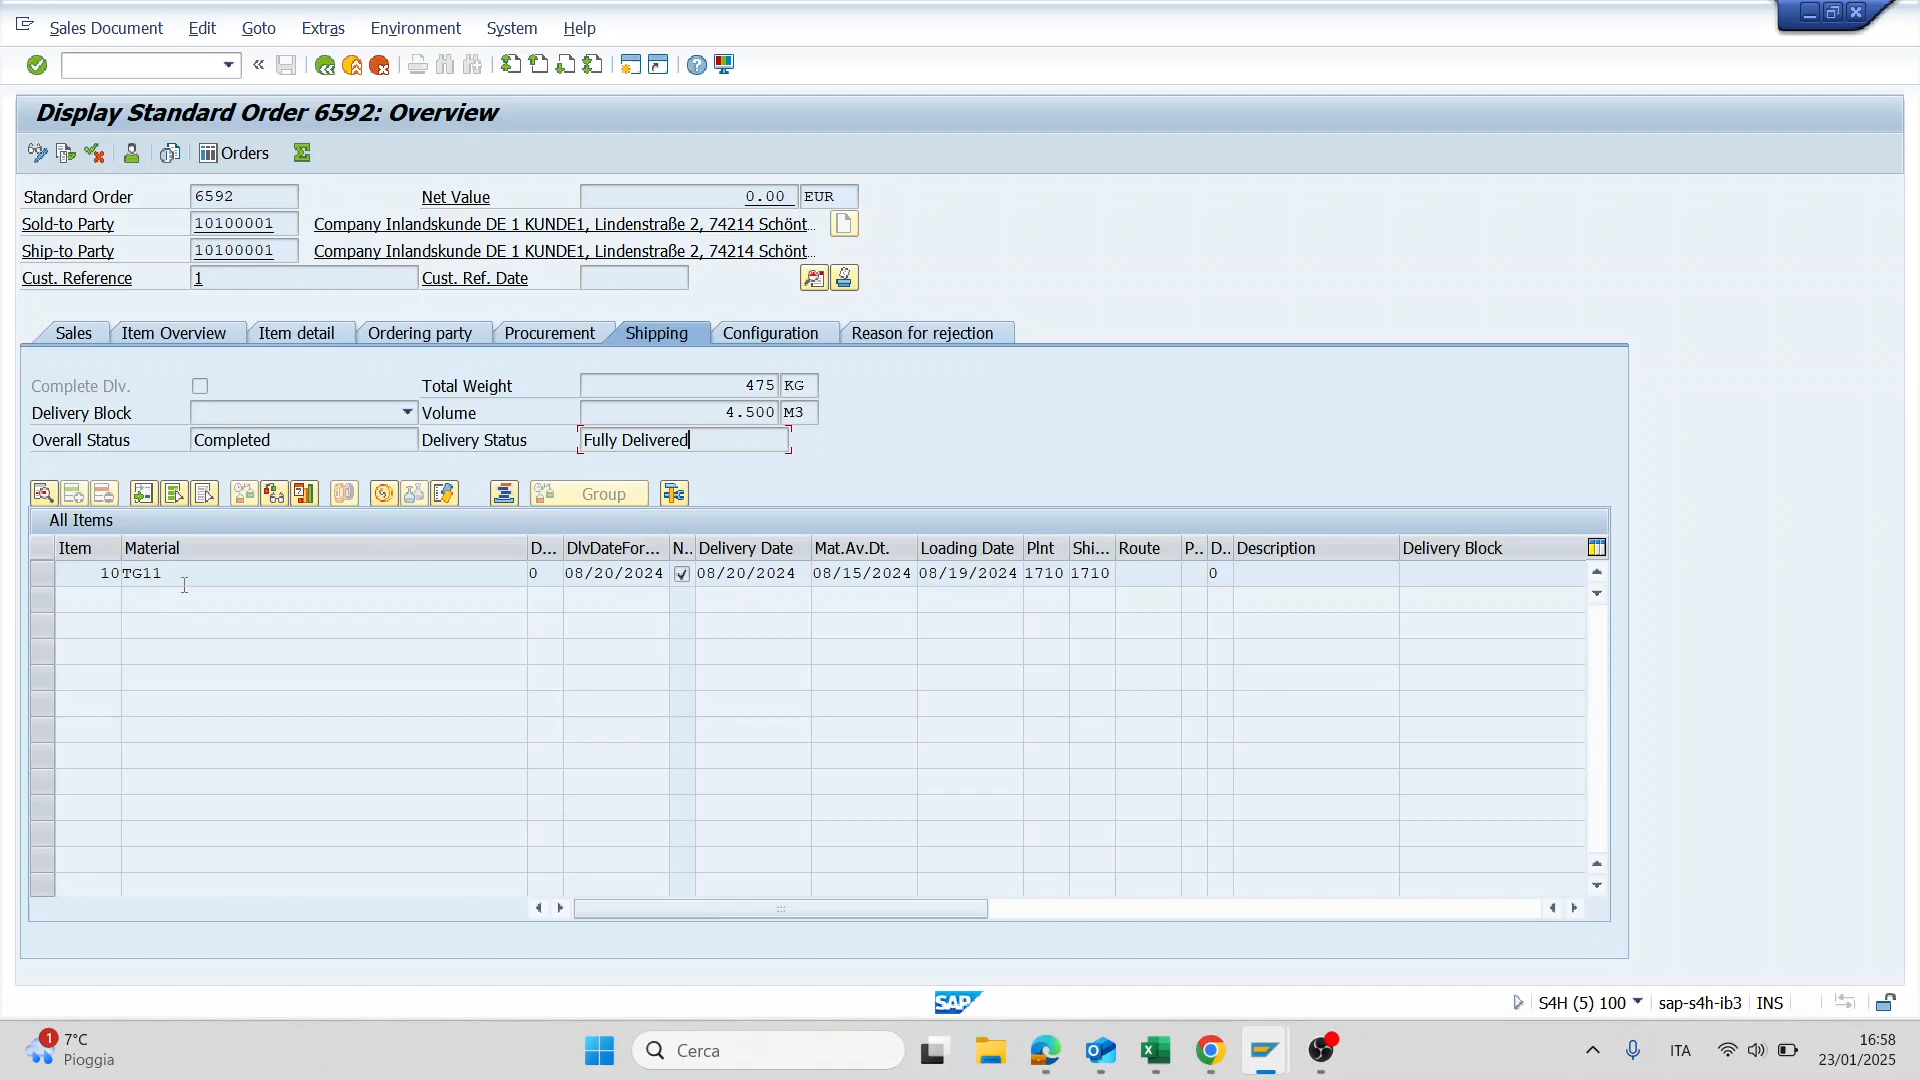 Sales Document Edit Goto Extras Environment System Help
Display Standard Order 6592: Overview
Orders
Standard Order 6592 Net Value 0.00 EUR
Sold-to Party 10100001 Company Inlandskunde DE 1 KUNDE1, Lindenstraße 2, 74214 Schönt...
Ship-to Party 10100001 Company Inlandskunde DE 1 KUNDE1, Lindenstraße 2, 74214 Schönt...
Cust. Reference 1 Cust. Ref. Date
Sales Item Overview Item detail Ordering party Procurement Shipping Configuration Reason for rejection
Complete Dlv. Total Weight 475 KG
Delivery Block Volume 4.500 M3
Overall Status Completed Delivery Status Fully Delivered
Group
All Items
Item Material D... DlvDateFor... N.. Delivery Date Mat.Av.Dt. Loading Date Plnt Shi... Route P.. D.. Description Delivery Block
10 TG11 0 08/20/2024 08/20/2024 08/15/2024 08/19/2024 1710 1710 0
SAP
S4H (5) 100 sap-s4h-ib3 INS
1 7°C
Pioggia
Cerca
ITA
16:58
23/01/2025